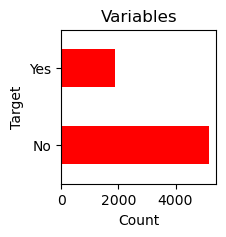 Variables
Yes
No
Target
0
2000
4000
Count